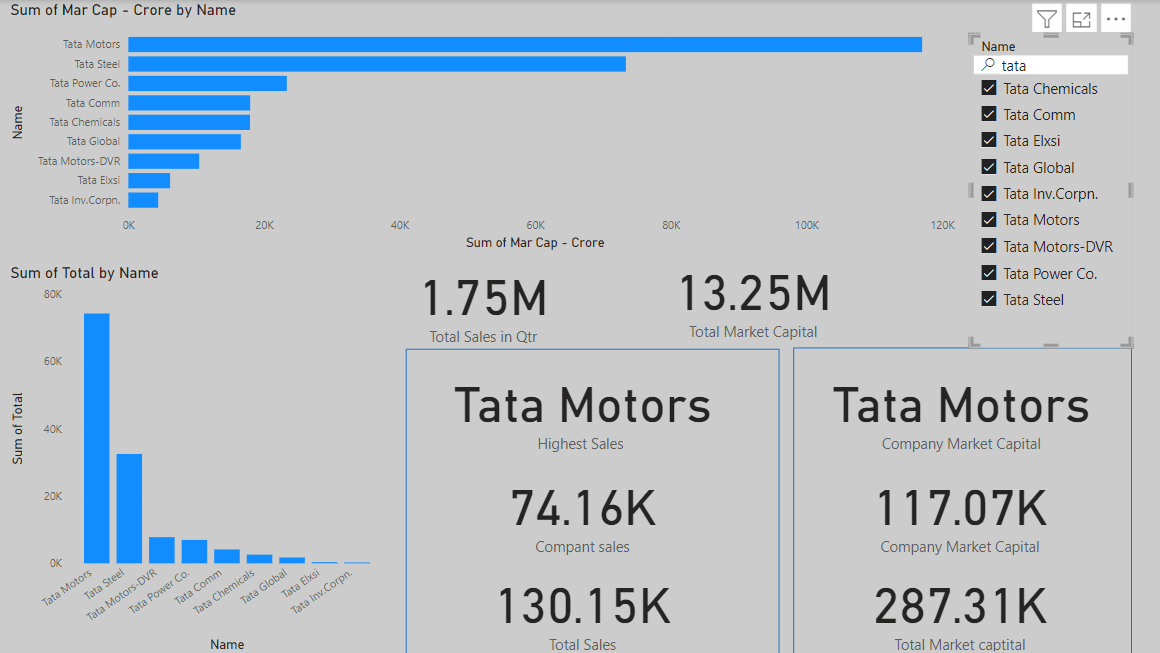 Sum of Mar Cap - Crore by Name
Name
Tata Motors
Tata Steel
Tata Power Co.
Tata Comm
Tata Chemicals
Tata Global
Tata Motors-DVR
Tata Elxsi
Tata Inv.Corpn.
0K 20K 40K 60K 80K 100K 120K
Sum of Mar Cap - Crore
Name
tata
Tata Chemicals
Tata Comm
Tata Elxsi
Tata Global
Tata Inv.Corpn.
Tata Motors
Tata Motors-DVR
Tata Power Co.
Tata Steel
Sum of Total by Name
Sum of Total
80K
60K
40K
20K
0K
Tata Motors
Tata Steel
Tata Motors-DVR
Tata Power Co.
Tata Comm
Tata Chemicals
Tata Global
Tata Elxsi
Tata Inv.Corpn.
Name
1.75M
Total Sales in Qtr
13.25M
Total Market Capital
Tata Motors
Highest Sales
74.16K
Compant sales
130.15K
Total Sales
Tata Motors
Company Market Capital
117.07K
Company Market Capital
287.31K
Total Market captital